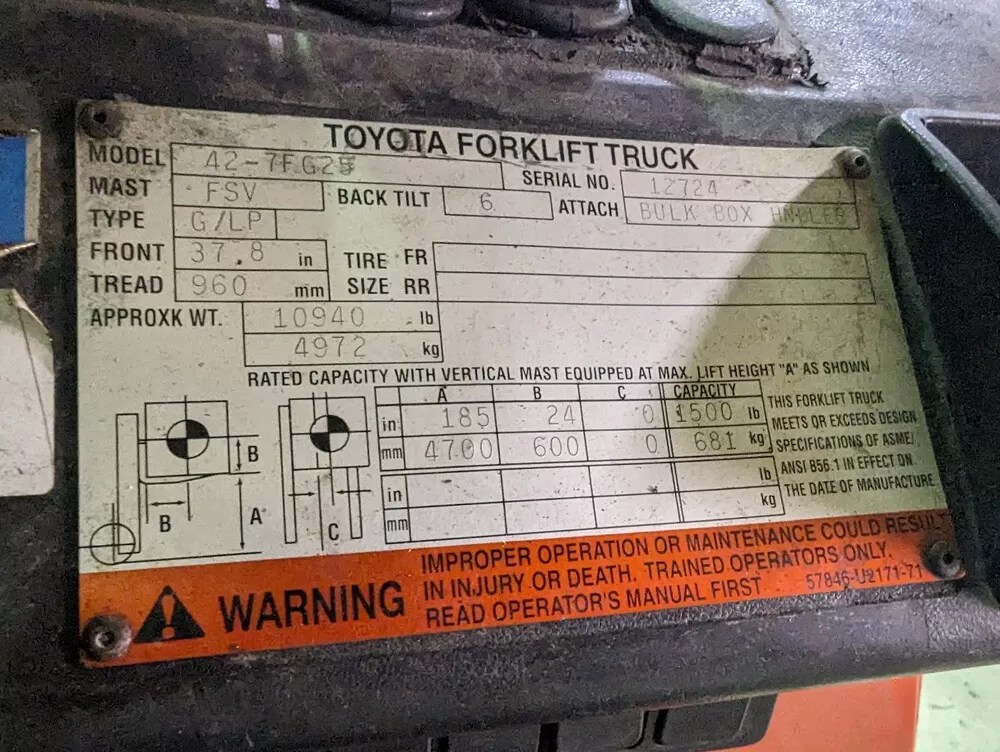 TOYOTA FORKLIFT TRUCK
MODEL 42-7FG25 SERIAL NO. 12724
MAST FSV BACK TILT 6 ATTACH BULK BOX HNDLER
TYPE G/LP
FRONT 37.8 in TIRE FR
TREAD 960 mm SIZE RR
APPROXK WT. 10940 lb
4972 kg
RATED CAPACITY WITH VERTICAL MAST EQUIPPED AT MAX. LIFT HEIGHT "A" AS SHOWN
A B C CAPACITY
in 185 24 0 1500 lb
mm 4700 600 0 681 kg
in lb
mm kg
THIS FORKLIFT TRUCK
MEETS OR EXCEEDS DESIGN
SPECIFICATIONS OF ASME/
ANSI B56.1 IN EFFECT ON
THE DATE OF MANUFACTURE
B
B
A
C
WARNING
IMPROPER OPERATION OR MAINTENANCE COULD RESULT
IN INJURY OR DEATH. TRAINED OPERATORS ONLY.
READ OPERATOR'S MANUAL FIRST 57846-U2171-71